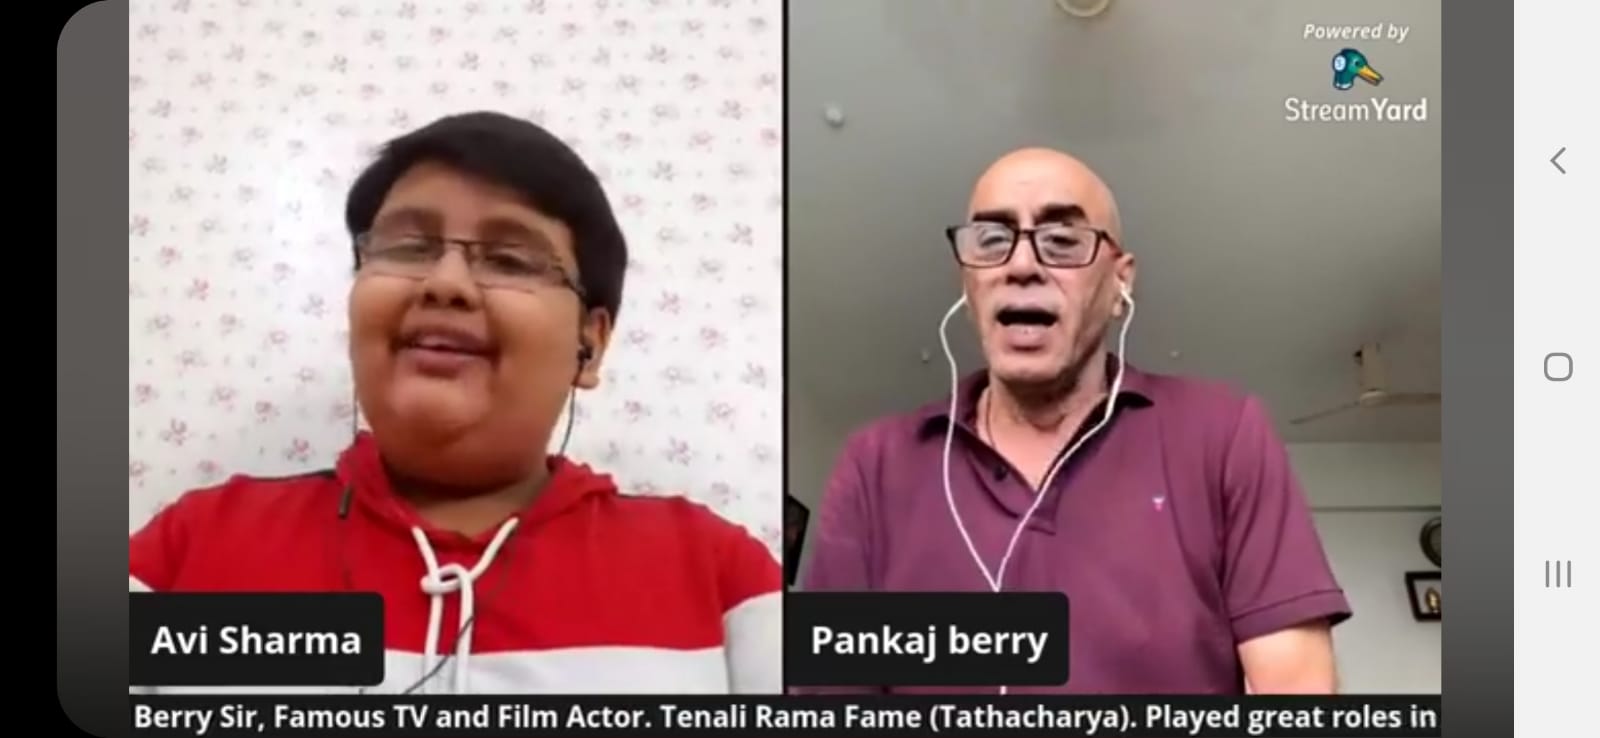 Powered by
StreamYard
Avi Sharma
Pankaj berry
Berry Sir, Famous TV and Film Actor. Tenali Rama Fame (Tathacharya). Played great roles in